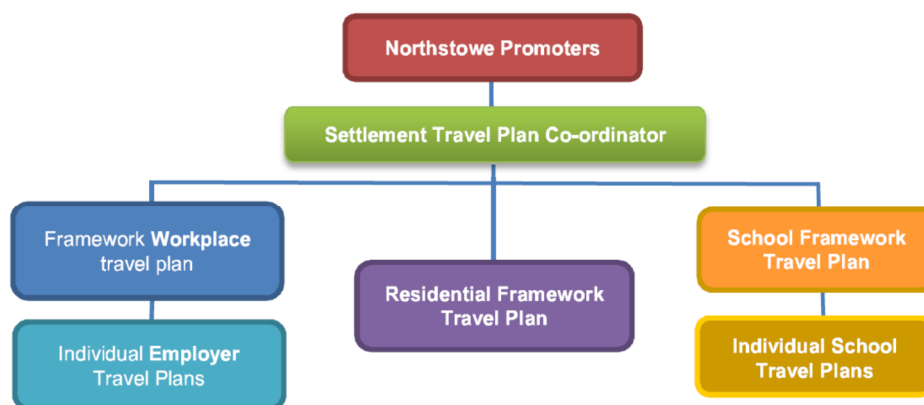 Northstowe Promoters
Settlement Travel Plan Co-ordinator
Framework Workplace
travel plan
Residential Framework
Travel Plan
School Framework
Travel Plan
Individual Employer
Travel Plans
Individual School
Travel Plans